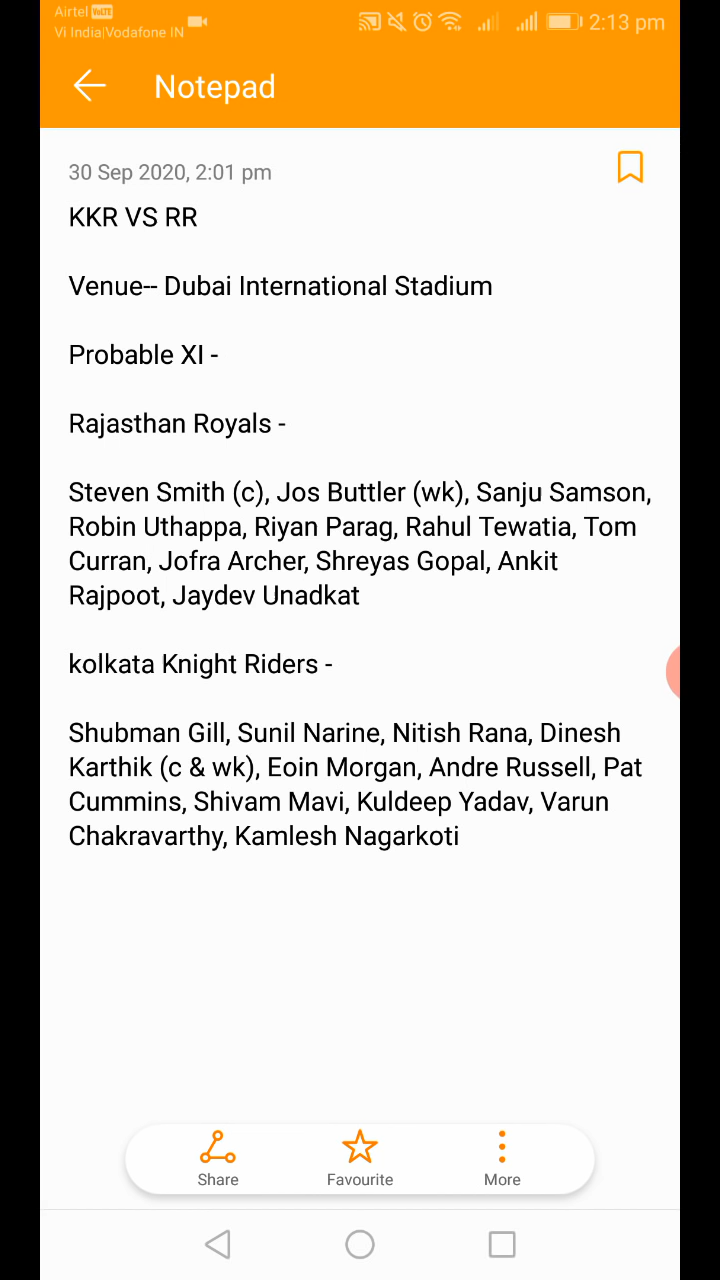 Airtel VoLTE
Vi India|Vodafone IN
2:13 pm
Notepad
30 Sep 2020, 2:01 pm
KKR VS RR
Venue-- Dubai International Stadium
Probable XI -
Rajasthan Royals -
Steven Smith (c), Jos Buttler (wk), Sanju Samson,
Robin Uthappa, Riyan Parag, Rahul Tewatia, Tom
Curran, Jofra Archer, Shreyas Gopal, Ankit
Rajpoot, Jaydev Unadkat
kolkata Knight Riders -
Shubman Gill, Sunil Narine, Nitish Rana, Dinesh
Karthik (c & wk), Eoin Morgan, Andre Russell, Pat
Cummins, Shivam Mavi, Kuldeep Yadav, Varun
Chakravarthy, Kamlesh Nagarkoti
Share Favourite More